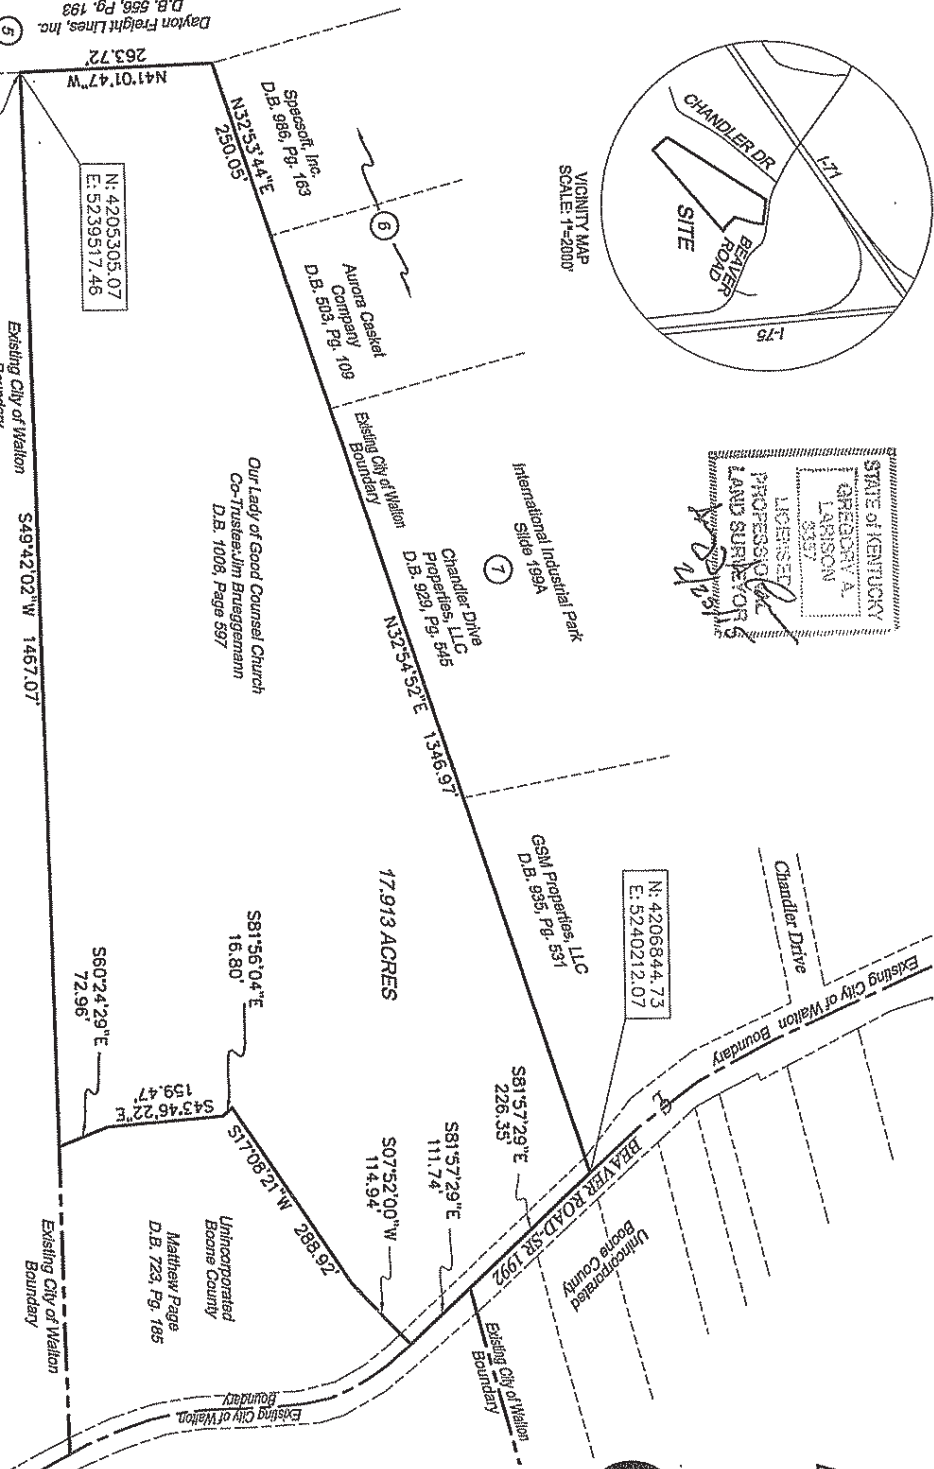 Dayton Freight Lines, Inc.
D.B. 556, Pg. 193
5
N41°01'47"W
263.72'
N32°53'44"E
250.05'
Specsoft, Inc.
D.B. 986, Pg. 163
6
Aurora Casket
Company
D.B. 503, Pg. 109
Existing City of Walton
Boundary
International Industrial Park
Slide 199A
7
Chandler Drive
Properties, LLC
D.B. 929, Pg. 545
N32°54'52"E 1346.97'
GSM Properties, LLC
D.B. 935, Pg. 531
CHANDLER DR
I-71
SITE
BEAVER
ROAD
I-75
VICINITY MAP
SCALE: 1"=2000'
STATE of KENTUCKY
GREGORY A.
LARISON
3357
LICENSED
PROFESSIONAL
LAND SURVEYOR
N: 4206844.73
E: 5240212.07
Chandler Drive
Existing City of Walton Boundary
BEAVER ROAD-SR 1992
Unincorporated
Boone County
Existing City of Walton
Boundary
S81°57'29"E
226.35'
S81°57'29"E
111.74'
S07°52'00"W
114.94'
S17°08'21"W 288.92'
S81°56'04"E
16.80'
S43°46'22"E
159.47'
S60°24'29"E
72.96'
17.913 ACRES
Our Lady of Good Counsel Church
Co-Trustee:Jim Brueggemann
D.B. 1008, Page 597
N: 4205305.07
E: 5239517.46
Existing City of Walton
Boundary
S49°42'02"W 1467.07'
Unincorporated
Boone County
Matthew Page
D.B. 723, Pg. 185
Existing City of Walton
Boundary
Existing City of Walton
Boundary